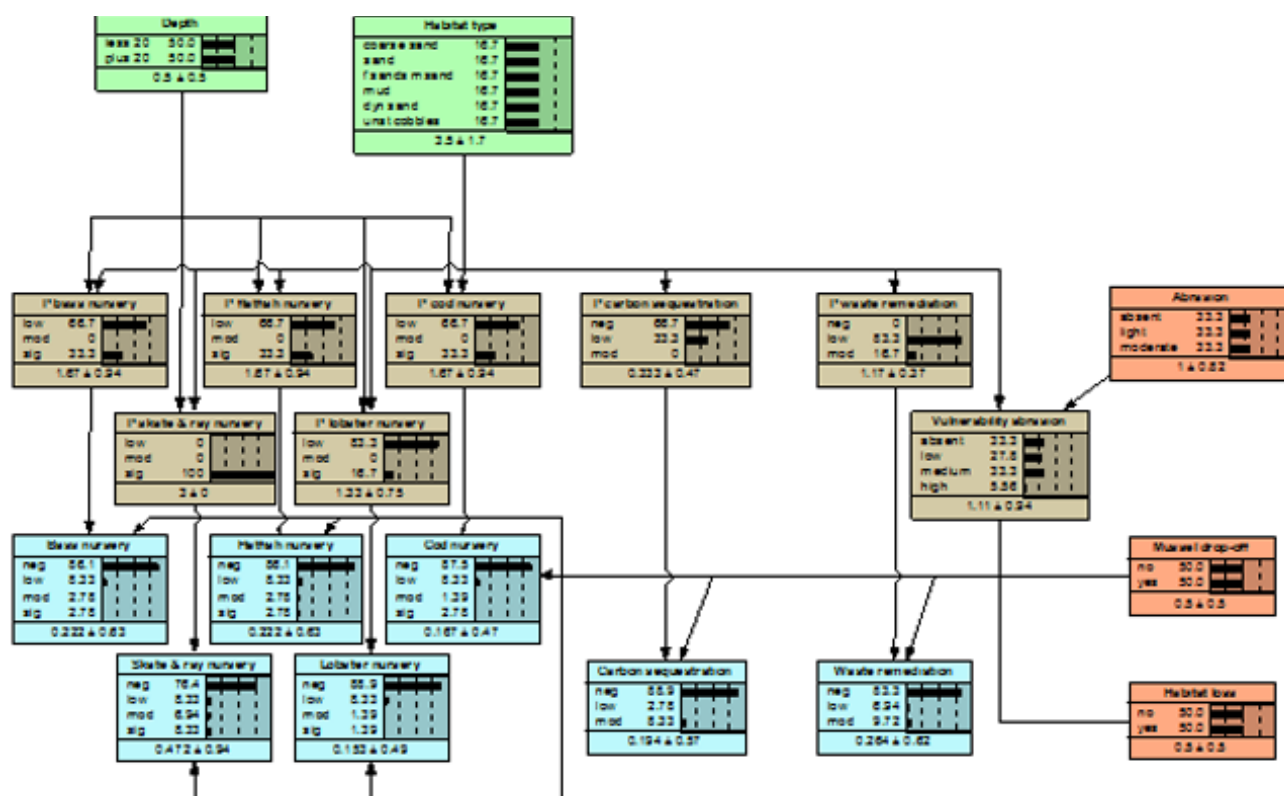 Depth
less 20 50.0
plus 20 50.0
0.5 ± 0.5
Habitat type
coarse sand 16.7
sand 16.7
f sands m sand 16.7
mud 16.7
dyn sand 16.7
unst cobbles 16.7
3.5 ± 1.7
I* bass nursery
low 66.7
mod 0
sig 33.3
1.67 ± 0.94
I* flatfish nursery
low 66.7
mod 0
sig 33.3
1.67 ± 0.94
I* cod nursery
low 66.7
mod 0
sig 33.3
1.67 ± 0.94
I* carbon sequestration
neg 66.7
low 33.3
mod 0
0.333 ± 0.47
I* waste remediation
neg 0
low 83.3
mod 16.7
1.17 ± 0.37
Abrasion
absent 33.3
light 33.3
moderate 33.3
1 ± 0.82
I* skate & ray nursery
low 0
mod 0
sig 100
3 ± 0
I* lobster nursery
low 83.3
mod 0
sig 16.7
1.33 ± 0.75
Vulnerability abrasion
absent 33.3
low 27.8
medium 33.3
high 5.56
1.11 ± 0.94
Bass nursery
neg 86.1
low 8.33
mod 2.78
sig 2.78
0.222 ± 0.63
Flatfish nursery
neg 86.1
low 8.33
mod 2.78
sig 2.78
0.222 ± 0.63
Cod nursery
neg 87.5
low 8.33
mod 1.39
sig 2.78
0.167 ± 0.47
Mussel drop-off
no 50.0
yes 50.0
0.5 ± 0.5
Skate & ray nursery
neg 76.4
low 8.33
mod 6.94
sig 8.33
0.472 ± 0.94
Lobster nursery
neg 88.9
low 8.33
mod 1.39
sig 1.39
0.153 ± 0.49
Carbon sequestration
neg 88.9
low 2.78
mod 8.33
0.194 ± 0.57
Waste remediation
neg 83.3
low 6.94
mod 9.72
0.264 ± 0.62
Habitat loss
no 50.0
yes 50.0
0.5 ± 0.5